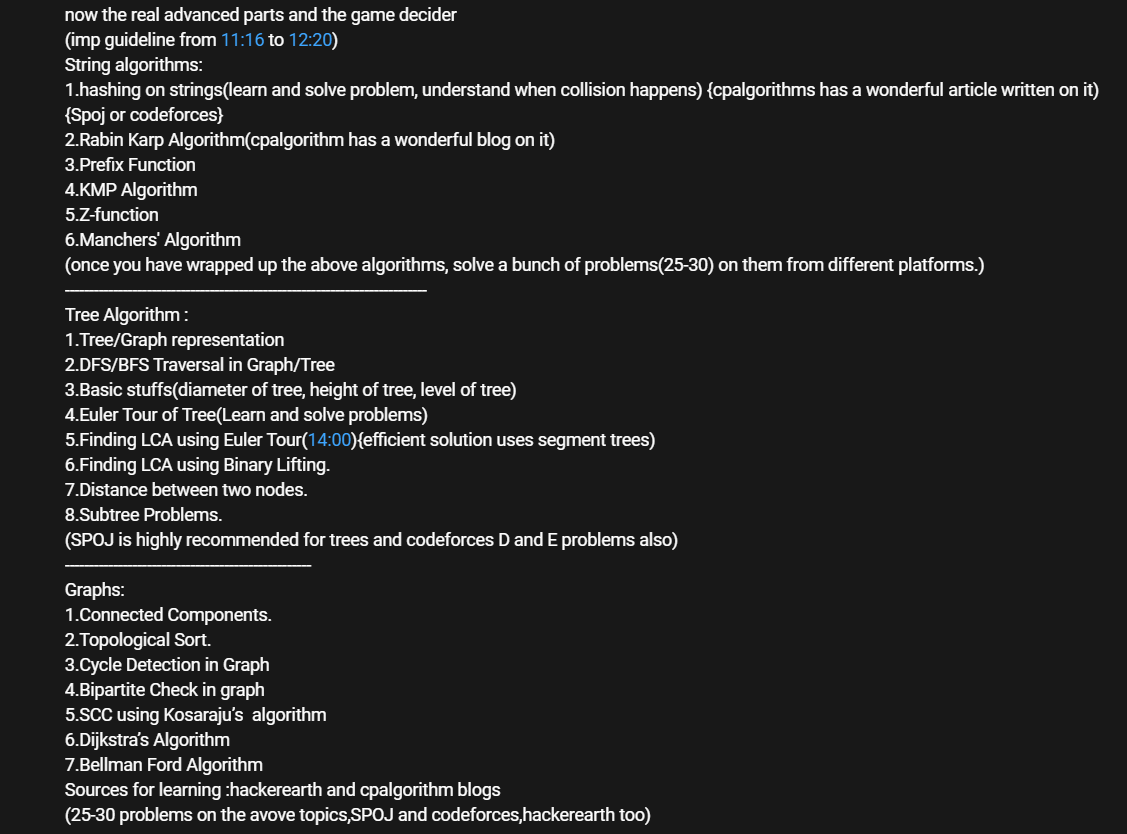 now the real advanced parts and the game decider
(imp guideline from 11:16 to 12:20)
String algorithms:
1.hashing on strings(learn and solve problem, understand when collision happens) {cpalgorithms has a wonderful article written on it)
{Spoj or codeforces}
2.Rabin Karp Algorithm(cpalgorithm has a wonderful blog on it)
3.Prefix Function
4.KMP Algorithm
5.Z-function
6.Manchers' Algorithm
(once you have wrapped up the above algorithms, solve a bunch of problems(25-30) on them from different platforms.)
-------------------------------------------------------------------------
Tree Algorithm :
1.Tree/Graph representation
2.DFS/BFS Traversal in Graph/Tree
3.Basic stuffs(diameter of tree, height of tree, level of tree)
4.Euler Tour of Tree(Learn and solve problems)
5.Finding LCA using Euler Tour(14:00){efficient solution uses segment trees)
6.Finding LCA using Binary Lifting.
7.Distance between two nodes.
8.Subtree Problems.
(SPOJ is highly recommended for trees and codeforces D and E problems also)
--------------------------------------------------
Graphs:
1.Connected Components.
2.Topological Sort.
3.Cycle Detection in Graph
4.Bipartite Check in graph
5.SCC using Kosaraju’s  algorithm
6.Dijkstra’s Algorithm
7.Bellman Ford Algorithm
Sources for learning :hackerearth and cpalgorithm blogs
(25-30 problems on the avove topics,SPOJ and codeforces,hackerearth too)